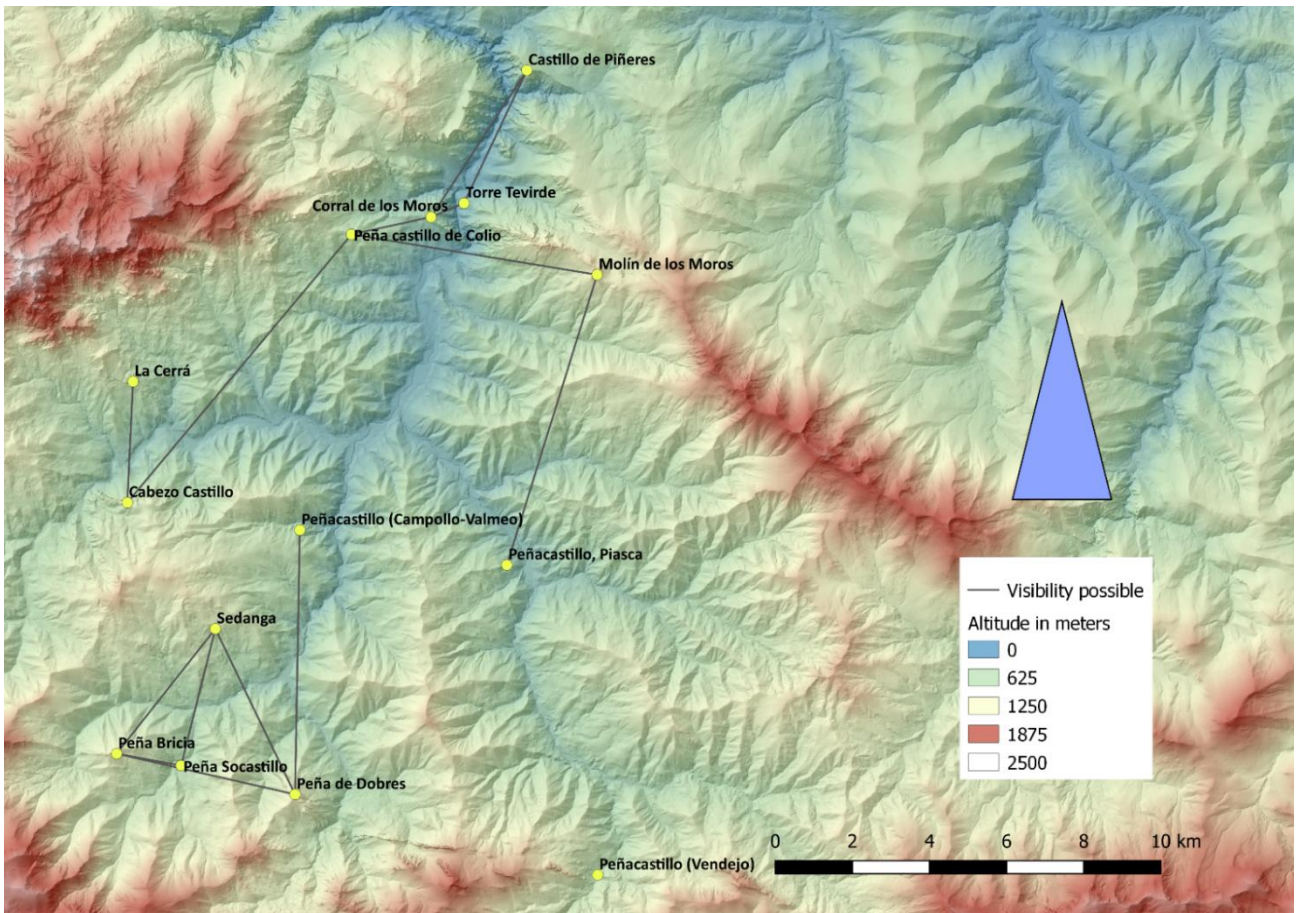 Castillo de Piñeres
Torre Tevirde
Corral de los Moros
Peña castillo de Colio
Molín de los Moros
La Cerrá
Cabezo Castillo
Peñacastillo (Campollo-Valmeo)
Peñacastillo, Piasca
Sedanga
Peña Bricia
Peña Socastillo
Peña de Dobres
Peñacastillo (Vendejo)
Visibility possible
Altitude in meters
0
625
1250
1875
2500
0 2 4 6 8 10 km